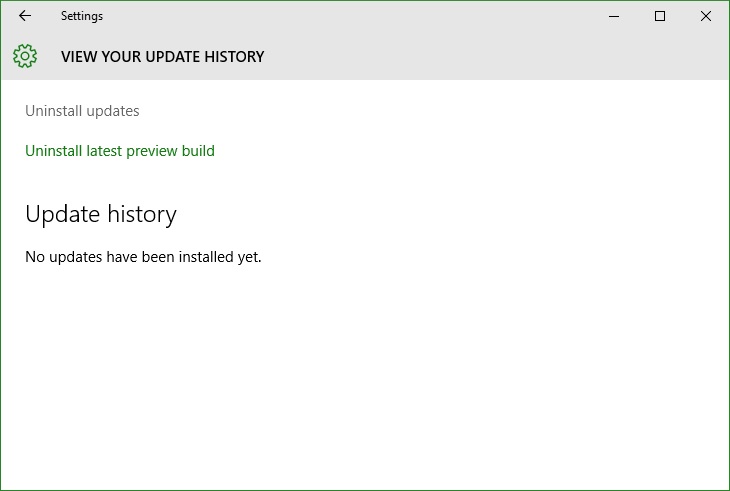 Settings
VIEW YOUR UPDATE HISTORY
Uninstall updates
Uninstall latest preview build
Update history
No updates have been installed yet.